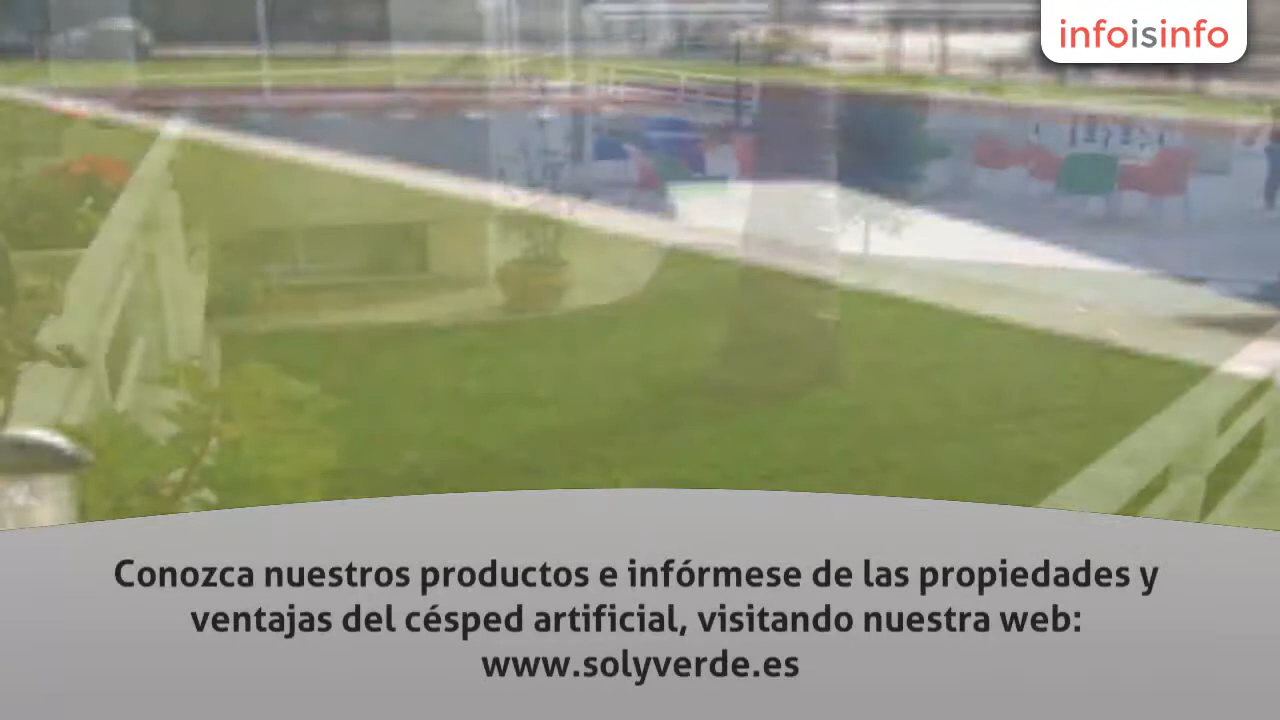 infoisinfo
Conozca nuestros productos e infórmese de las propiedades y
ventajas del césped artificial, visitando nuestra web:
www.solyverde.es